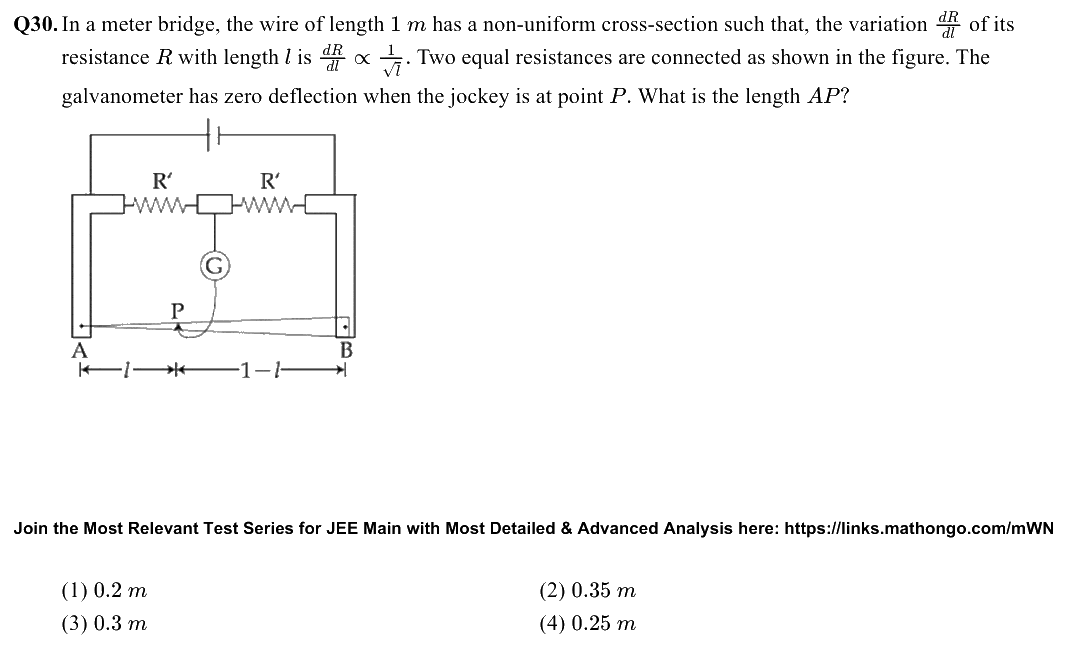 Q30. In a meter bridge, the wire of length 1 m has a non-uniform cross-section such that, the variation dR/dl of its
resistance R with length l is dR/dl ∝ 1/√l. Two equal resistances are connected as shown in the figure. The
galvanometer has zero deflection when the jockey is at point P. What is the length AP?
R′ R′
G
P
A B
l 1−l
Join the Most Relevant Test Series for JEE Main with Most Detailed & Advanced Analysis here: https://links.mathongo.com/mWN
(1) 0.2 m (2) 0.35 m
(3) 0.3 m (4) 0.25 m